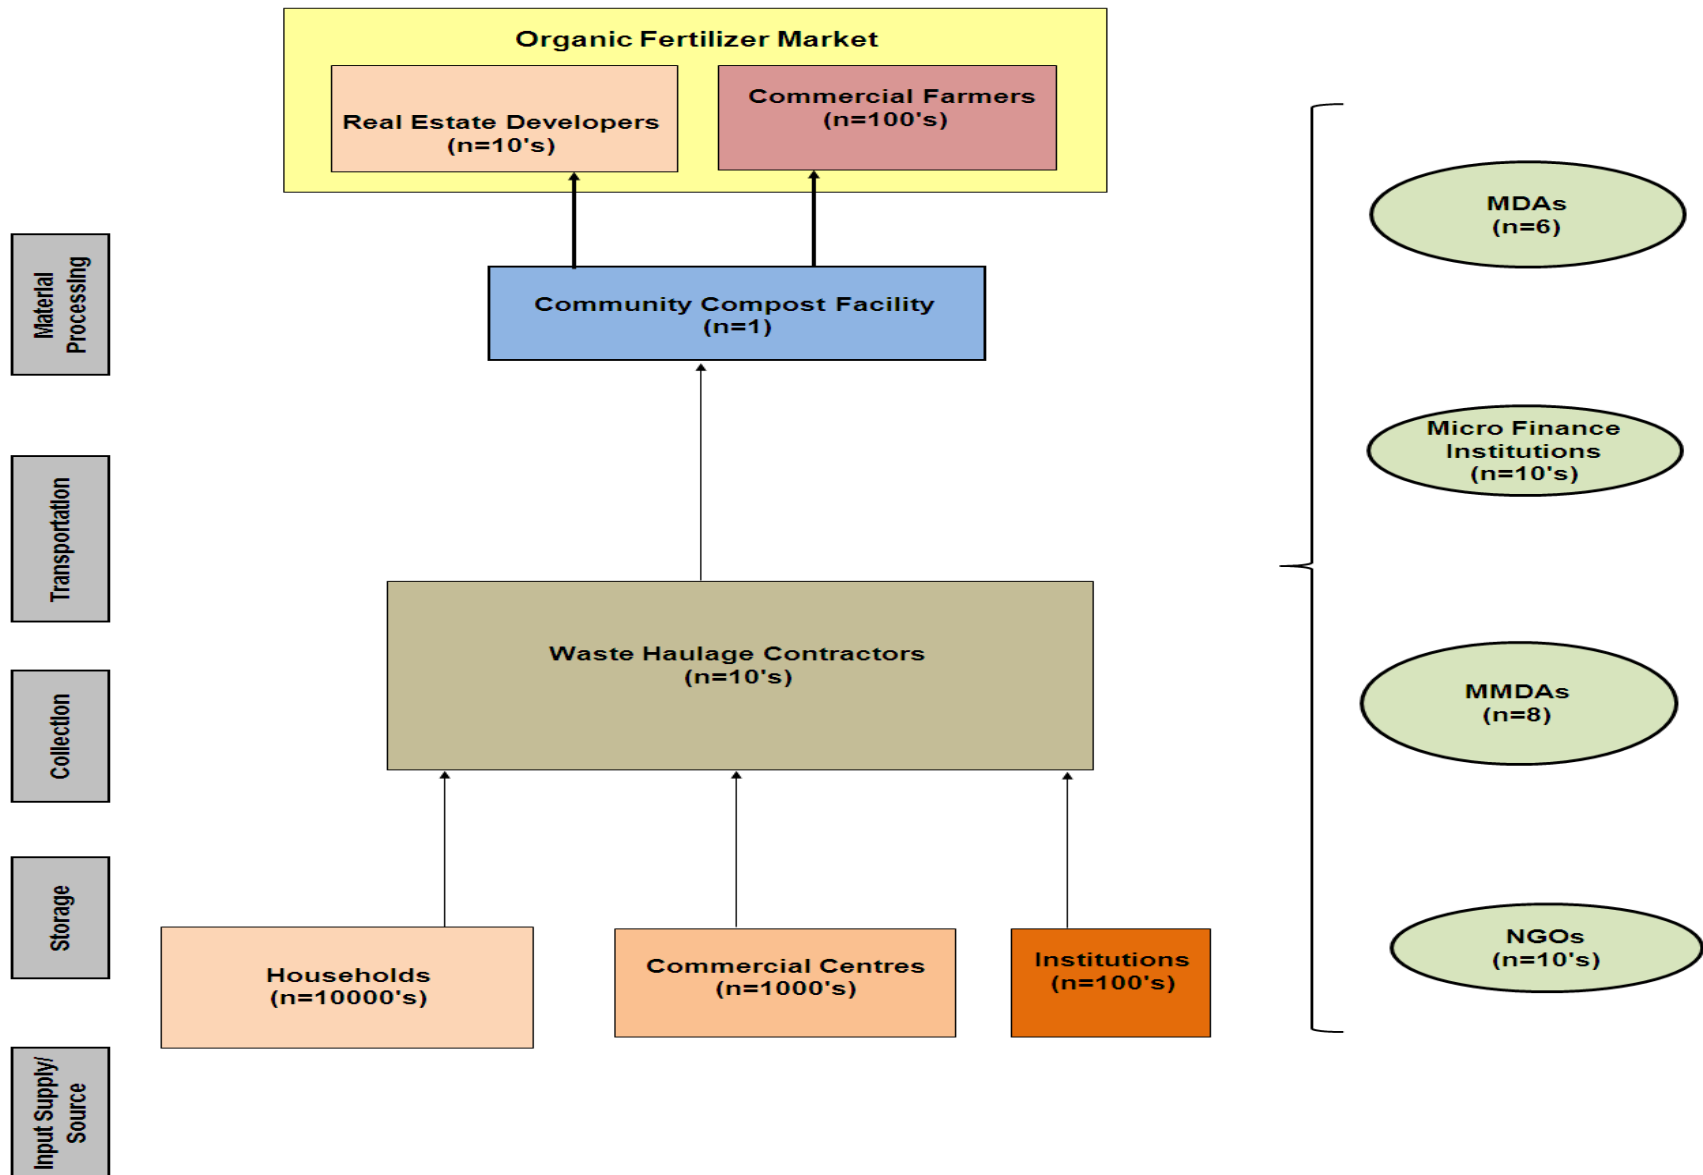 Organic Fertilizer Market
Real Estate Developers
(n=10's)
Commercial Farmers
(n=100's)
Community Compost Facility
(n=1)
Waste Haulage Contractors
(n=10's)
Households
(n=10000's)
Commercial Centres
(n=1000's)
Institutions
(n=100's)
Material
Processing
Transportation
Collection
Storage
Input Supply/
Source
MDAs
(n=6)
Micro Finance
Institutions
(n=10's)
MMDAs
(n=8)
NGOs
(n=10's)